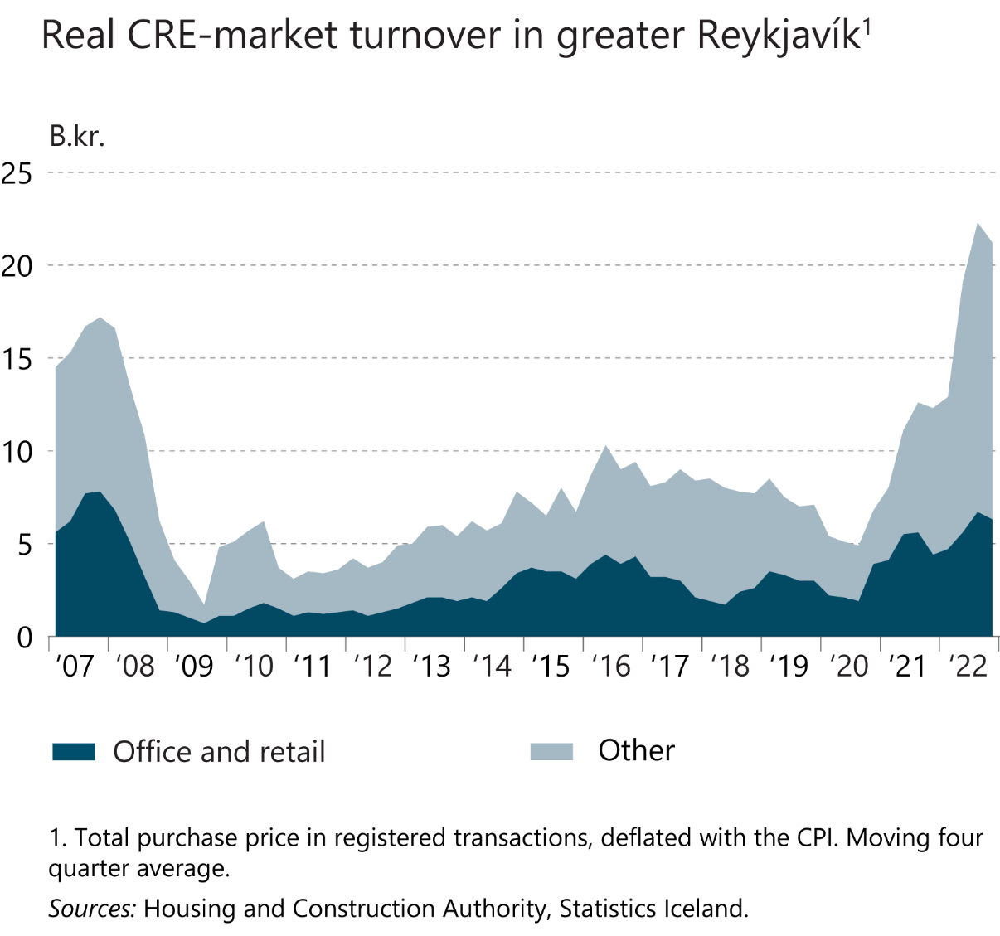 Real CRE-market turnover in greater Reykjavík¹
B.kr.
25
20
15
10
5
0
‘07 ‘08 ‘09 ‘10 ‘11 ‘12 ‘13 ‘14 ‘15 ‘16 ‘17 ‘18 ‘19 ‘20 ‘21 ‘22
Office and retail Other
1. Total purchase price in registered transactions, deflated with the CPI. Moving four
quarter average.
Sources: Housing and Construction Authority, Statistics Iceland.